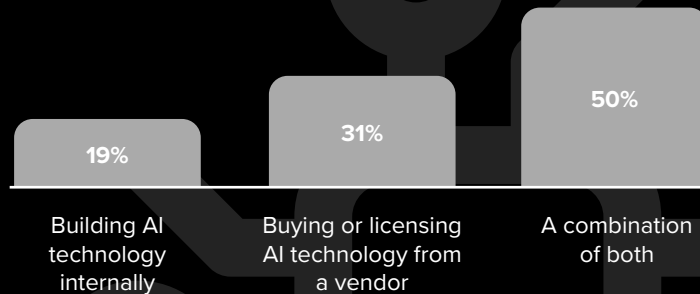 19%
31%
50%
Building AI
technology
internally
Buying or licensing
AI technology from
a vendor
A combination
of both